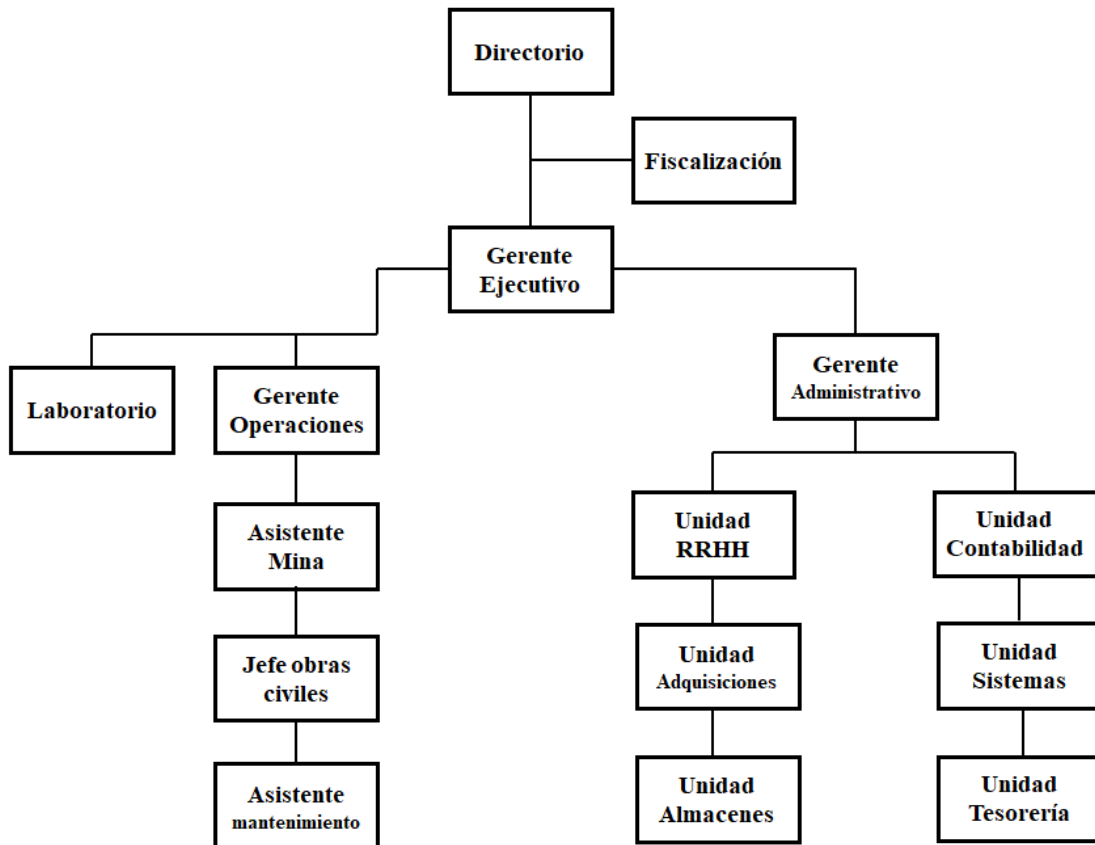 Directorio
Fiscalización
Gerente
Ejecutivo
Laboratorio
Gerente
Operaciones
Gerente
Administrativo
Asistente
Mina
Unidad
RRHH
Unidad
Contabilidad
Jefe obras
civiles
Unidad
Adquisiciones
Unidad
Sistemas
Asistente
mantenimiento
Unidad
Almacenes
Unidad
Tesorería